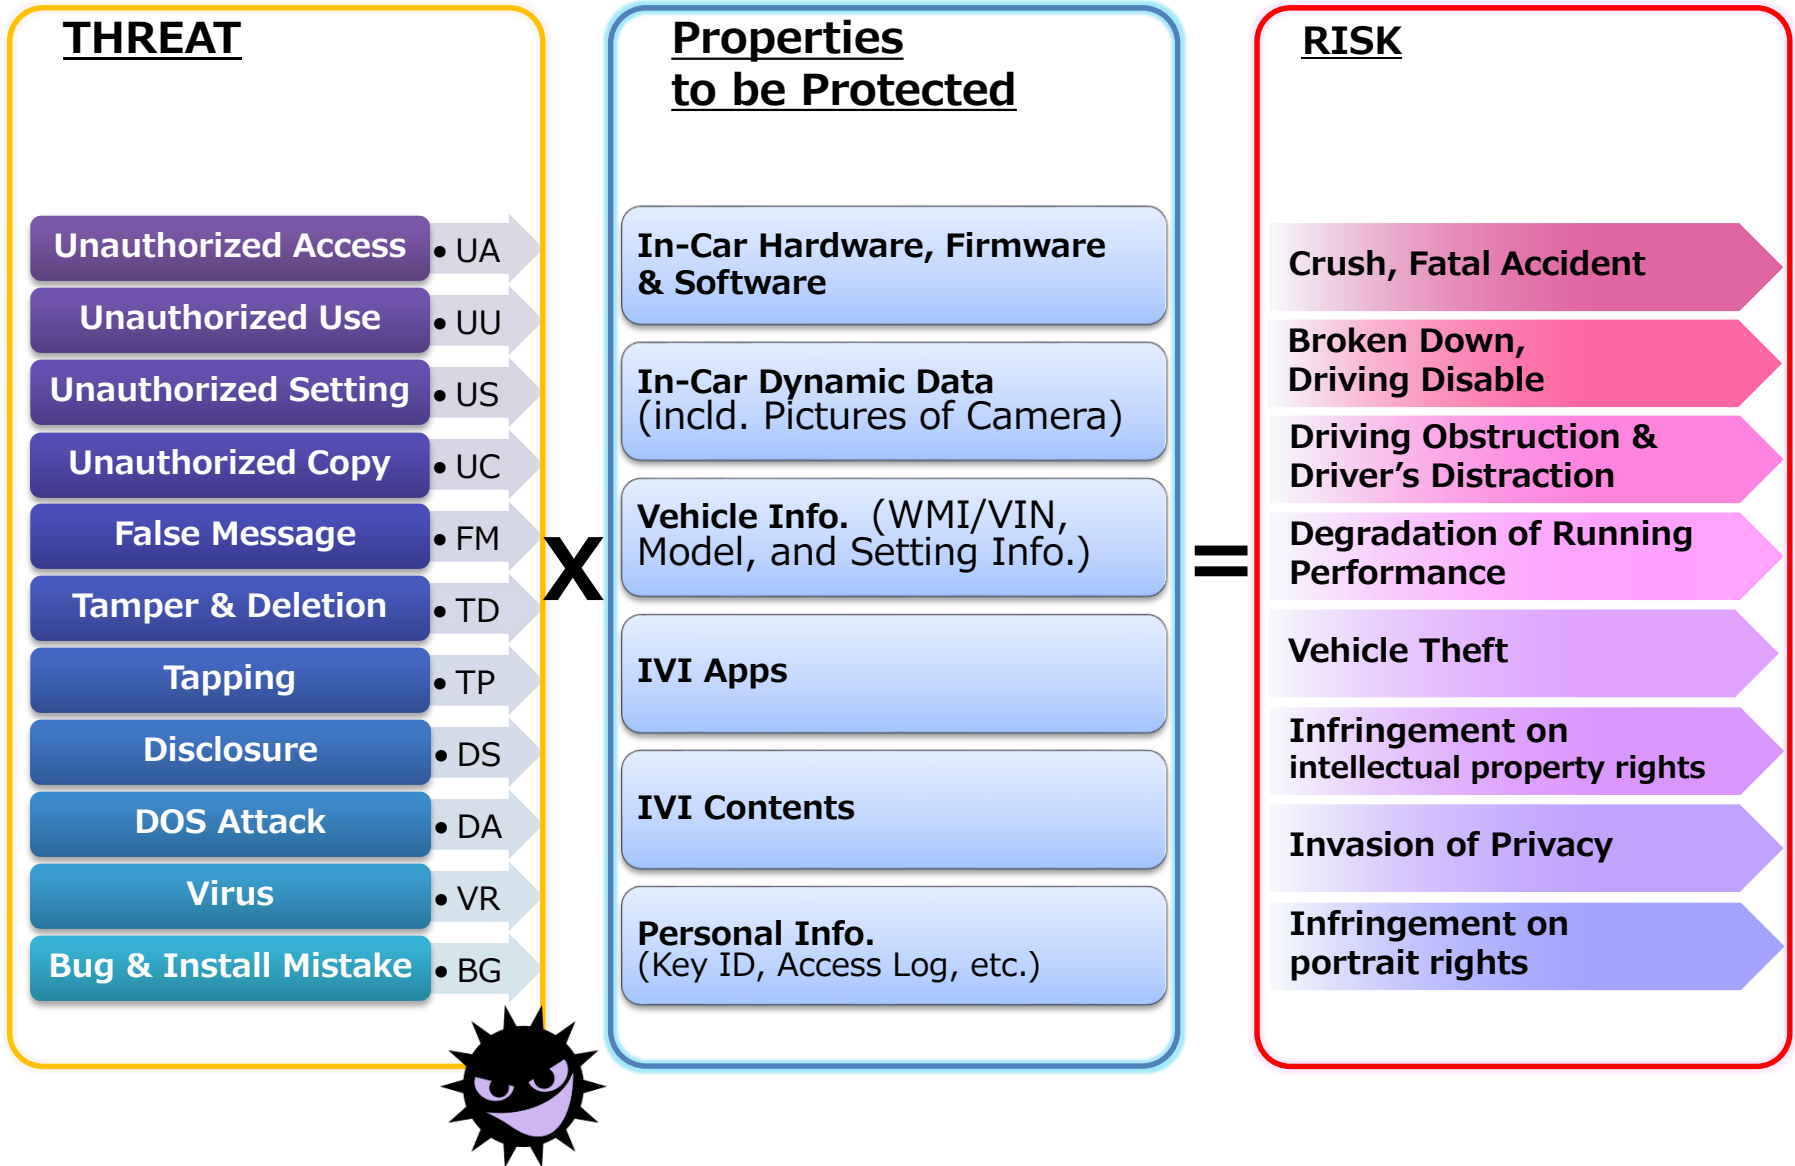 THREAT
Unauthorized Access
• UA
Unauthorized Use
• UU
Unauthorized Setting
• US
Unauthorized Copy
• UC
False Message
• FM
Tamper & Deletion
• TD
Tapping
• TP
Disclosure
• DS
DOS Attack
• DA
Virus
• VR
Bug & Install Mistake
• BG
X
Properties
to be Protected
In-Car Hardware, Firmware
& Software
In-Car Dynamic Data
(incld. Pictures of Camera)
Vehicle Info. (WMI/VIN,
Model, and Setting Info.)
IVI Apps
IVI Contents
Personal Info.
(Key ID, Access Log, etc.)
=
RISK
Crush, Fatal Accident
Broken Down,
Driving Disable
Driving Obstruction &
Driver’s Distraction
Degradation of Running
Performance
Vehicle Theft
Infringement on
intellectual property rights
Invasion of Privacy
Infringement on
portrait rights